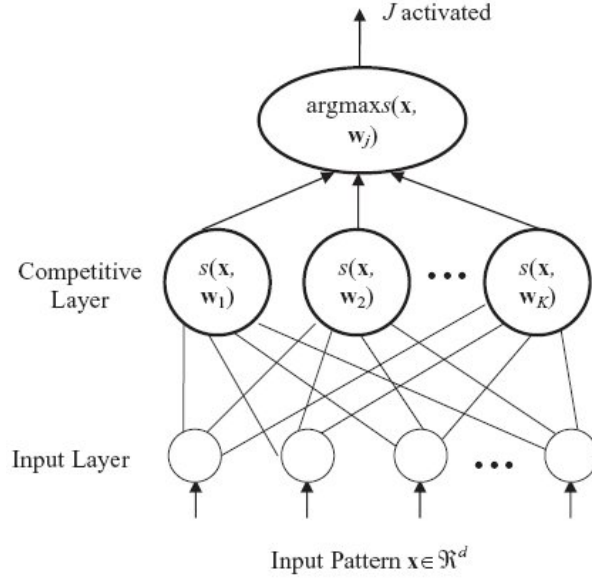 J activated
argmaxs(x,
w_j)
Competitive
Layer
s(x,
w_1)
s(x,
w_2)
•••
s(x,
w_K)
Input Layer
•••
Input Pattern x∈ℜ^d